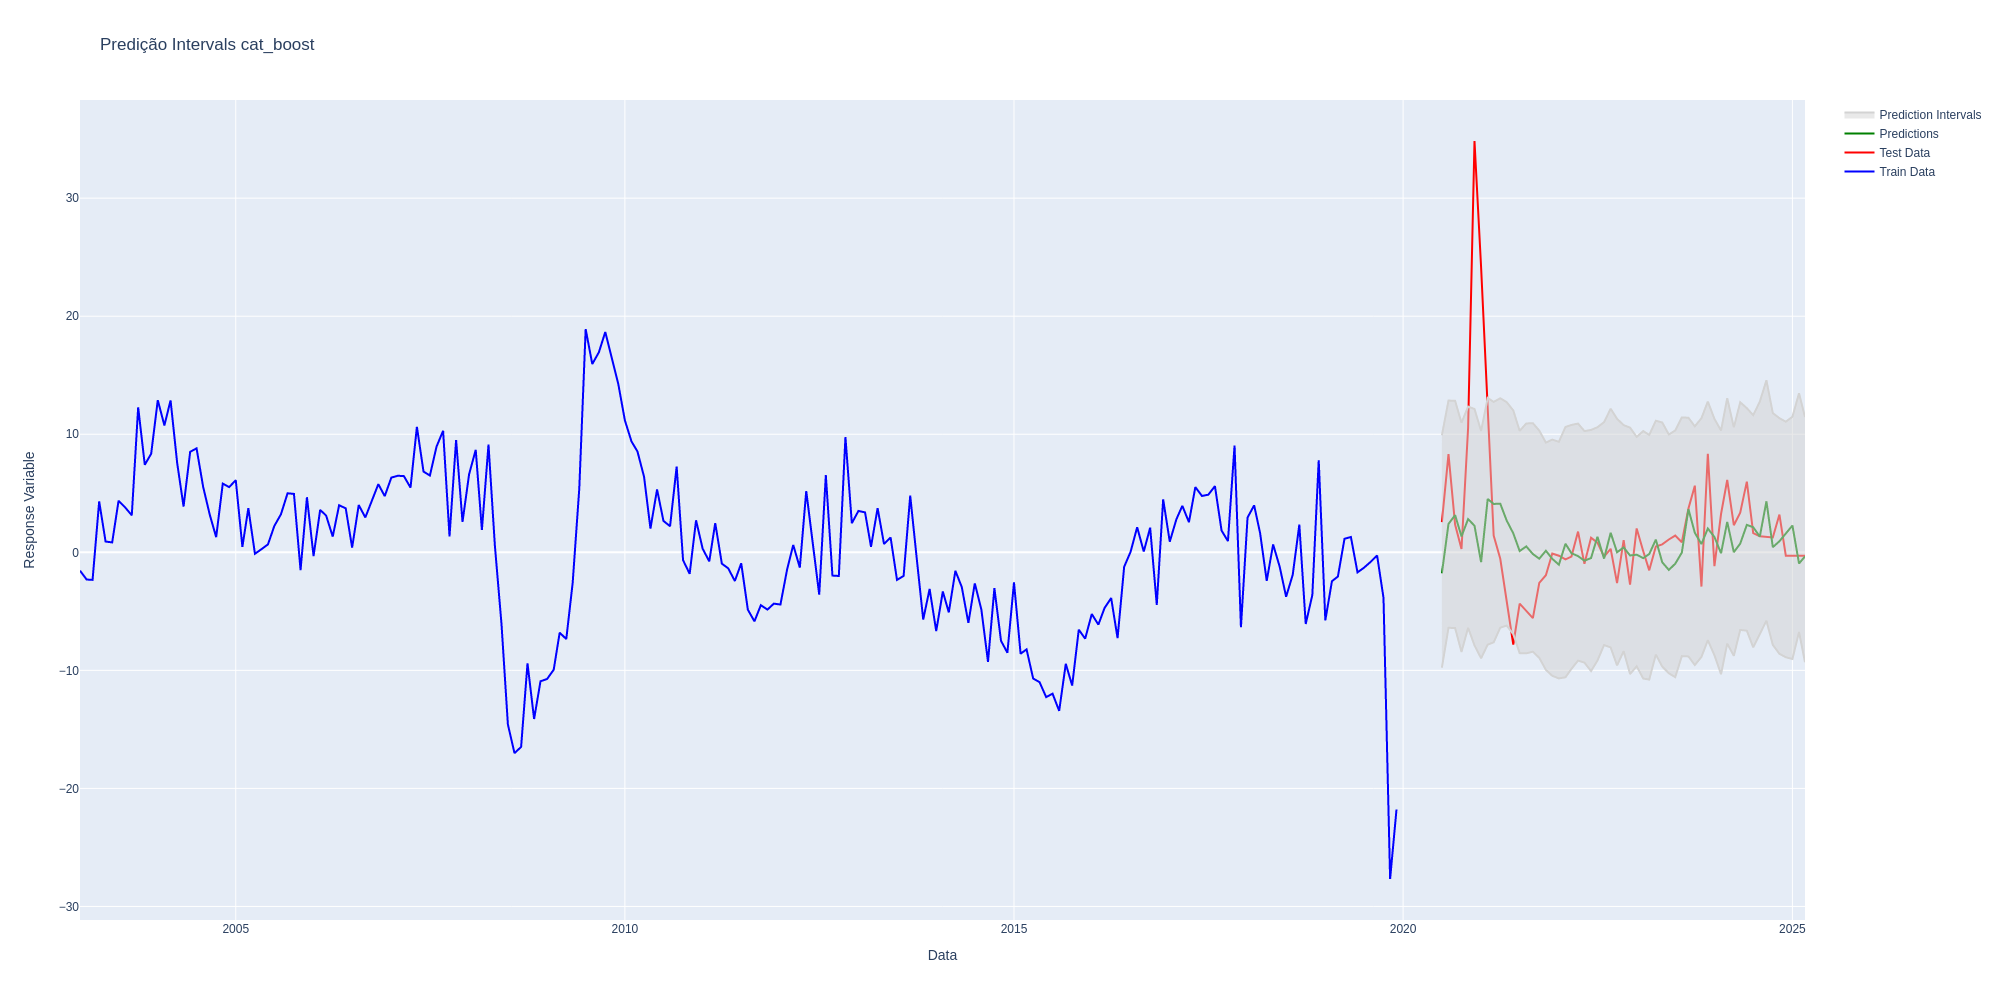 Predição Intervals cat_boost
Prediction Intervals
Predictions
Test Data
Train Data
Response Variable
30
20
10
0
−10
−20
−30
2005
2010
2015
2020
2025
Data